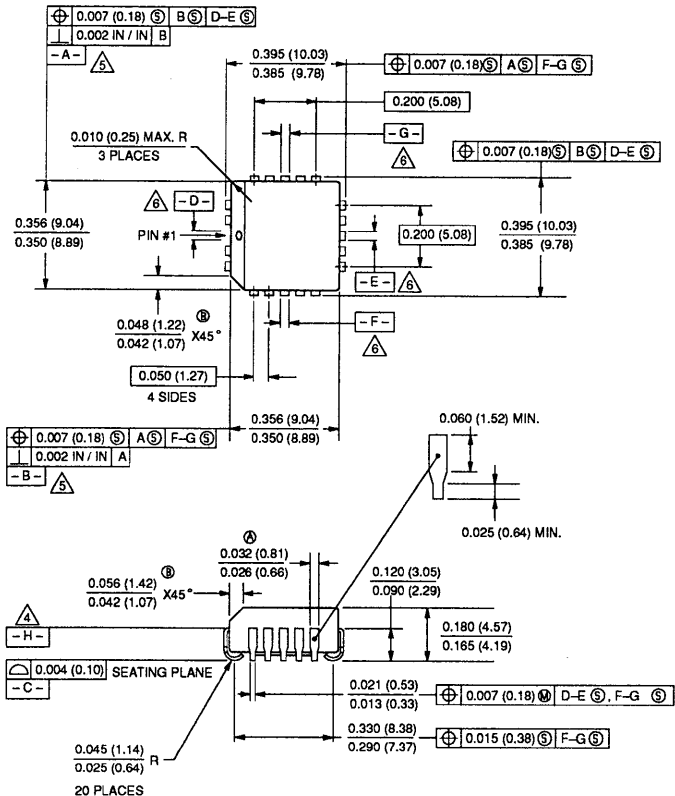 ⌖ 0.007 (0.18) Ⓢ B Ⓢ D–E Ⓢ
⊥ 0.002 IN / IN B
– A –
5
0.395 (10.03)
0.385 (9.78)
⌖ 0.007 (0.18) Ⓢ A Ⓢ F–G Ⓢ
0.200 (5.08)
0.010 (0.25) MAX. R
3 PLACES
– G –
6
⌖ 0.007 (0.18) Ⓢ B Ⓢ D–E Ⓢ
6
– D –
PIN #1
0.356 (9.04)
0.350 (8.89)
0.200 (5.08)
0.395 (10.03)
0.385 (9.78)
– E –
6
Ⓑ
0.048 (1.22)
0.042 (1.07) X45°
– F –
6
0.050 (1.27)
4 SIDES
0.356 (9.04)
0.350 (8.89)
⌖ 0.007 (0.18) Ⓢ A Ⓢ F–G Ⓢ
⊥ 0.002 IN / IN A
– B –
5
0.060 (1.52) MIN.
0.025 (0.64) MIN.
Ⓐ
0.032 (0.81)
0.026 (0.66)
Ⓑ
0.056 (1.42)
0.042 (1.07) X45°
0.120 (3.05)
0.090 (2.29)
4
– H –
0.180 (4.57)
0.165 (4.19)
⌓ 0.004 (0.10) SEATING PLANE
– C –
0.021 (0.53)
0.013 (0.33)
⌖ 0.007 (0.18) Ⓜ D–E Ⓢ, F–G Ⓢ
0.330 (8.38)
0.290 (7.37)
⌖ 0.015 (0.38) Ⓢ F–G Ⓢ
0.045 (1.14)
0.025 (0.64) R
20 PLACES